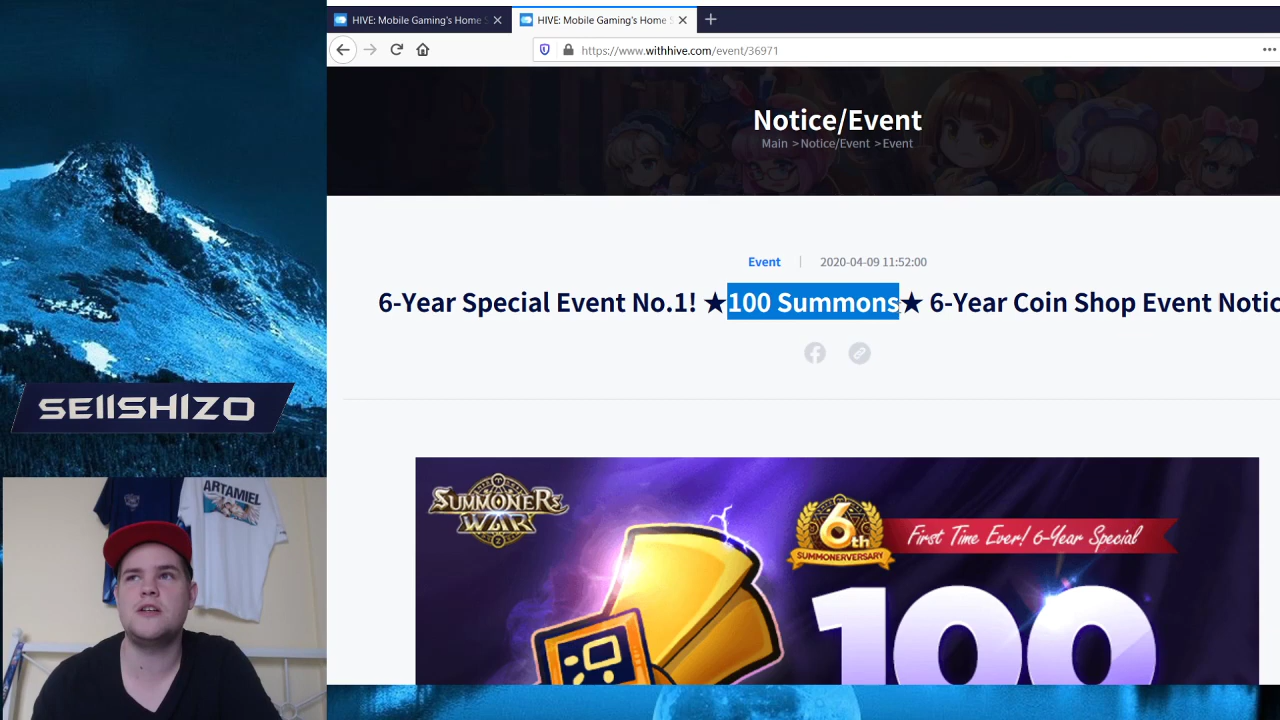 HIVE: Mobile Gaming's Home S
HIVE: Mobile Gaming's Home S
https://www.withhive.com/event/36971
Notice/Event
Main >Notice/Event >Event
Event | 2020-04-09 11:52:00
6-Year Special Event No.1! ★100 Summons★ 6-Year Coin Shop Event Notic
SUMMONERS WAR
6th
SUMMONERVERSARY
First Time Ever! 6-Year Special
100
SEIISHIZO
ARTAMIEL